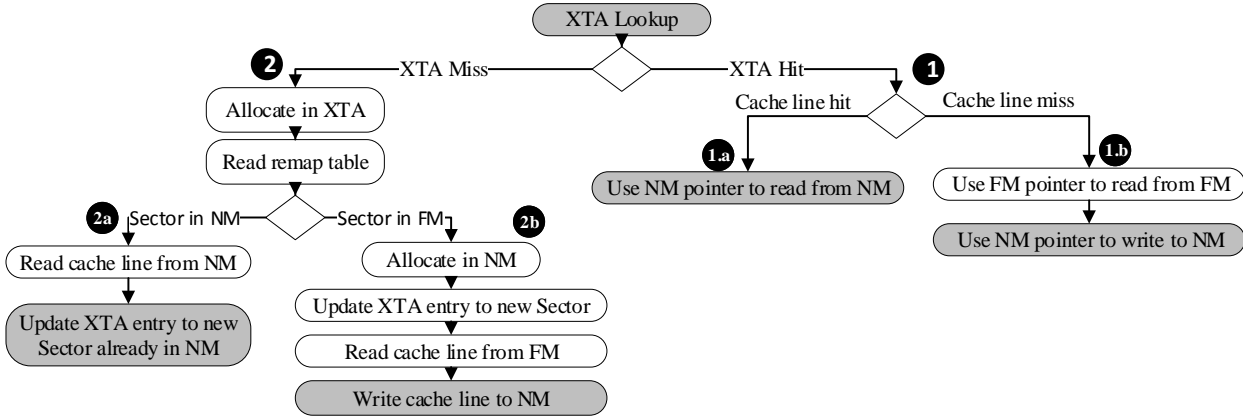 XTA Lookup
2
XTA Miss
XTA Hit
1
Allocate in XTA
Cache line hit
Cache line miss
Read remap table
1.a
1.b
Use NM pointer to read from NM
Use FM pointer to read from FM
2a
Sector in NM
Sector in FM
2b
Use NM pointer to write to NM
Read cache line from NM
Allocate in NM
Update XTA entry to new
Sector already in NM
Update XTA entry to new Sector
Read cache line from FM
Write cache line to NM